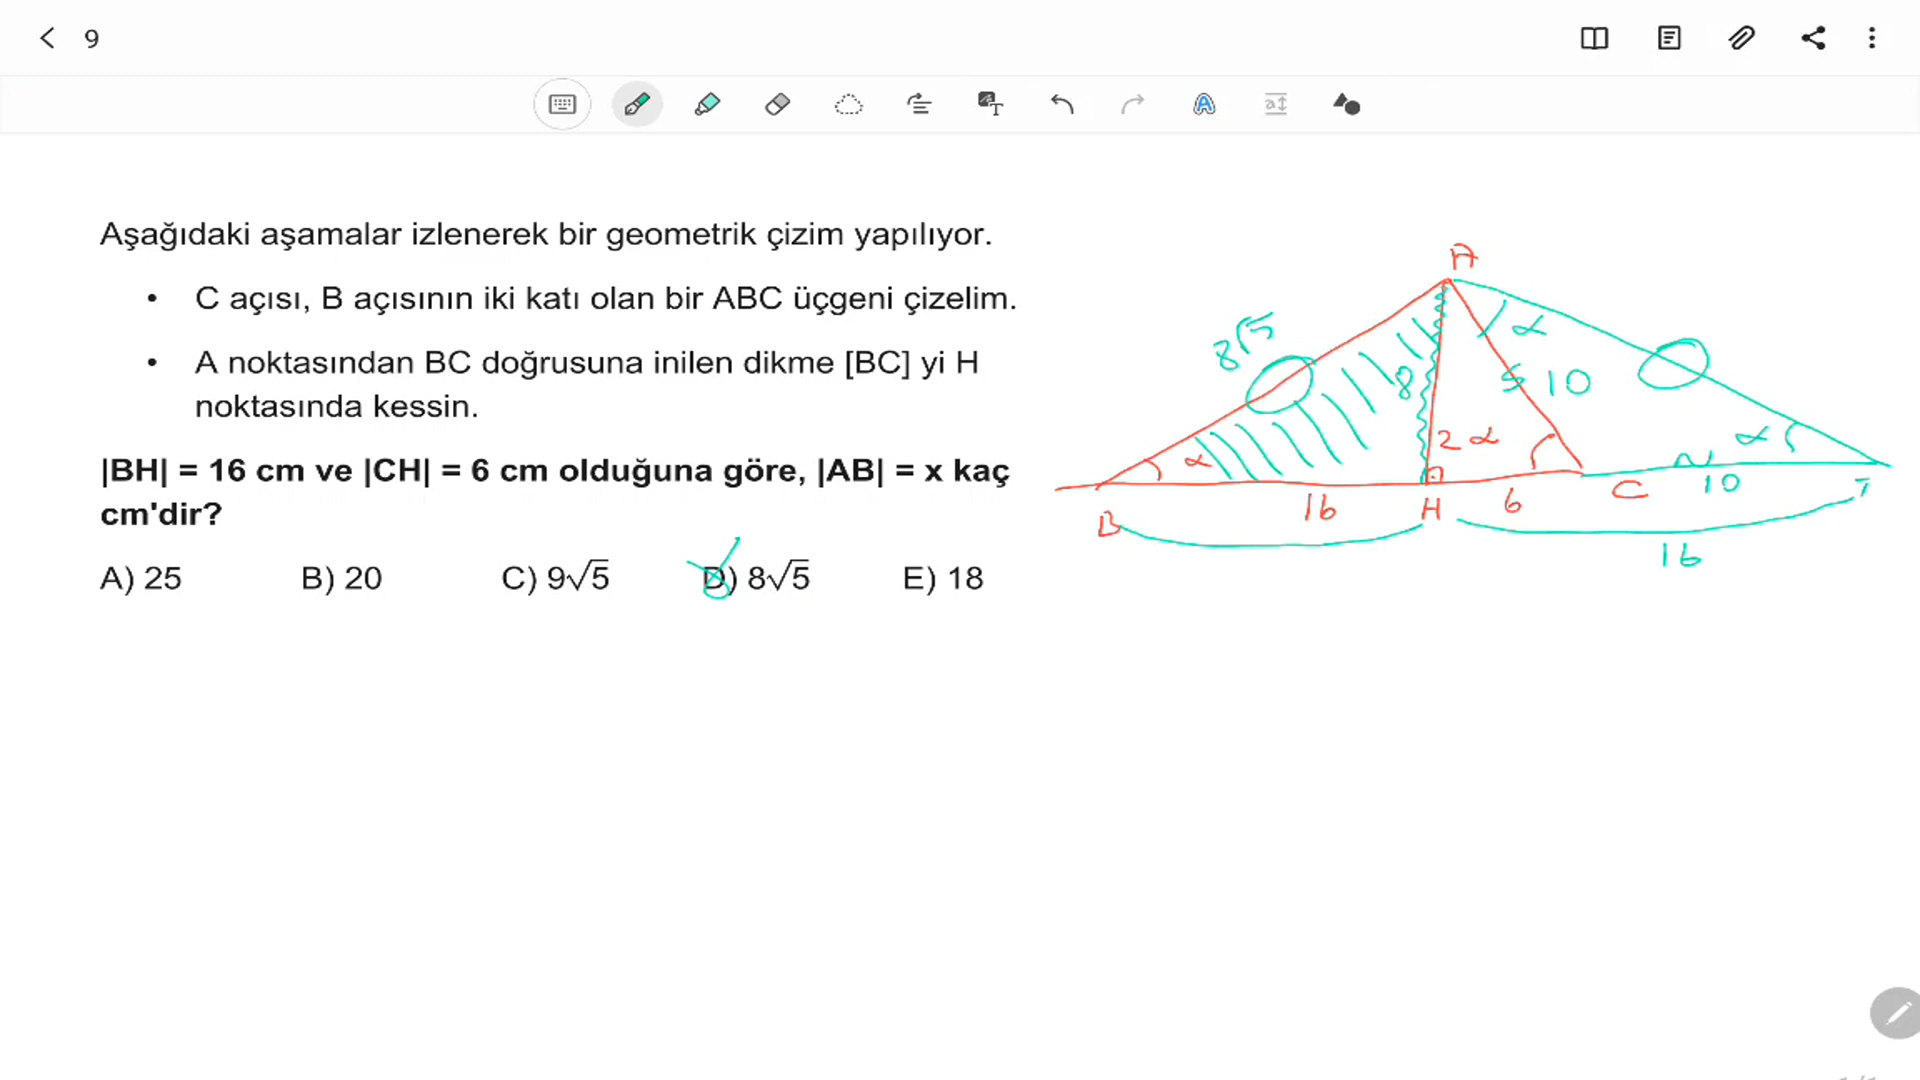 9
Aşağıdaki aşamalar izlenerek bir geometrik çizim yapılıyor.
• C açısı, B açısının iki katı olan bir ABC üçgeni çizelim.
• A noktasından BC doğrusuna inilen dikme [BC] yi H
noktasında kessin.
|BH| = 16 cm ve |CH| = 6 cm olduğuna göre, |AB| = x kaç
cm'dir?
A) 25 B) 20 C) 9√5 D) 8√5 E) 18
A
8√5
α
8
10
2α
α
α
16
6
C
10
T
B
H
16